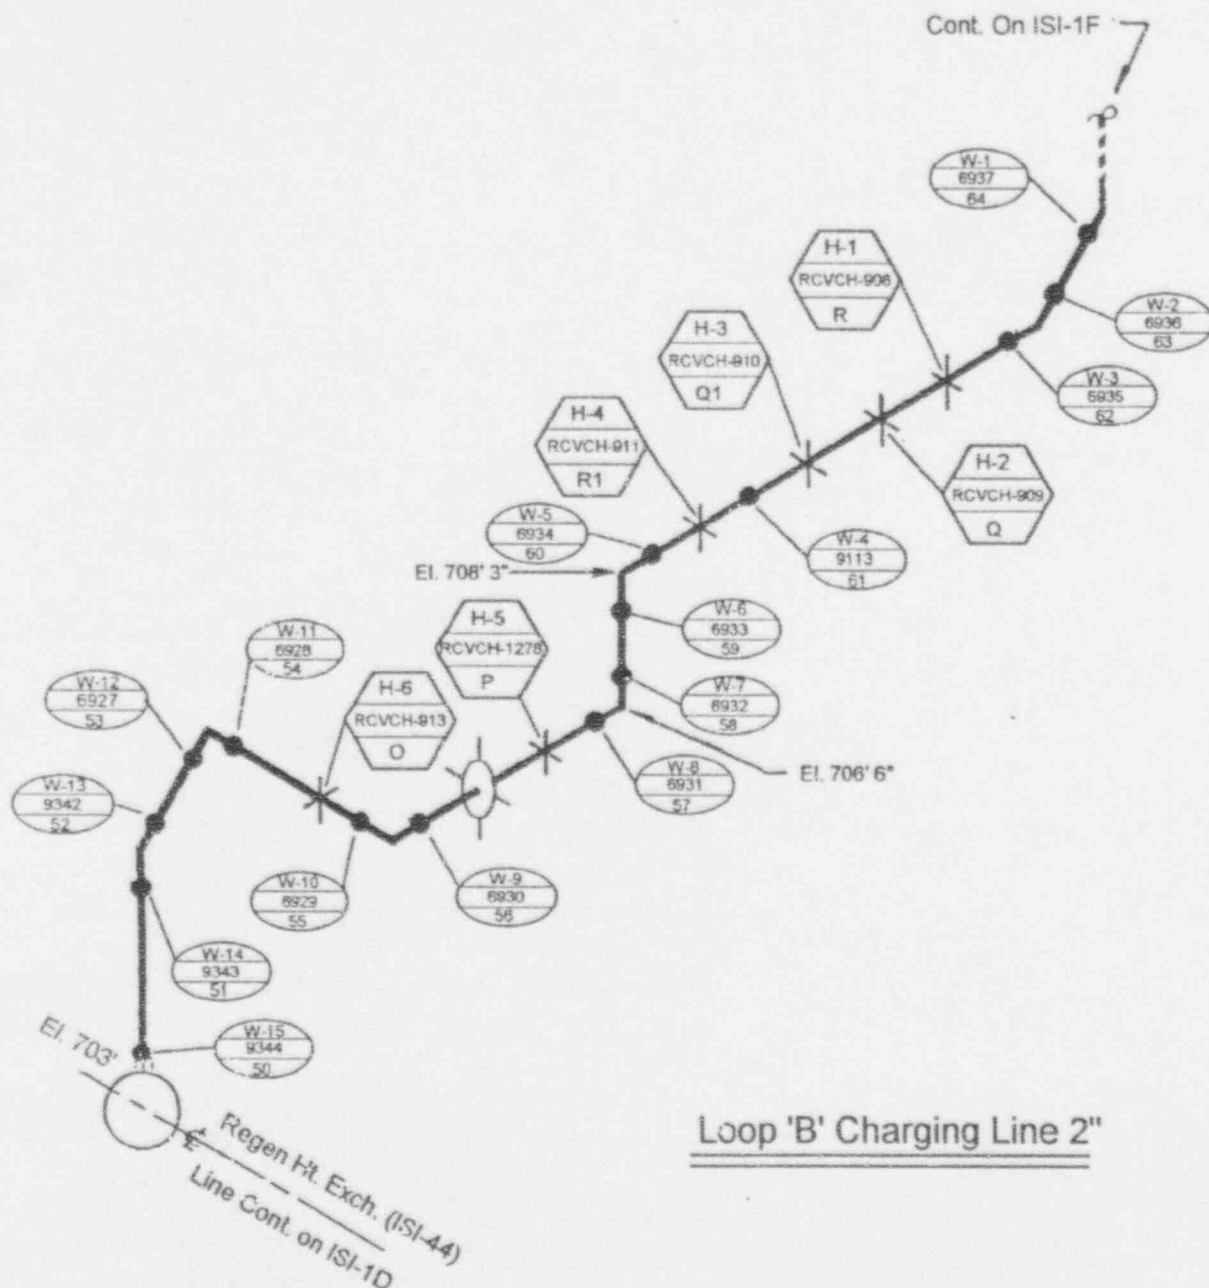 Cont. On ISI-1F
W-1
6937
64
H-1
RCVCH-906
R
W-2
6936
63
H-3
RCVCH-910
Q1
W-3
6935
62
H-4
RCVCH-911
R1
H-2
RCVCH-909
Q
W-5
6934
60
W-4
9113
61
El. 708' 3"
W-6
6933
59
H-5
RCVCH-1278
P
W-11
6928
54
W-7
6932
58
W-12
6927
53
H-6
RCVCH-913
O
El. 706' 6"
W-8
6931
57
W-13
9342
52
W-10
6929
55
W-9
6930
56
W-14
9343
51
W-15
9344
50
El. 703'
Regen Ht. Exch. (ISI-44)
Line Cont. on ISI-1D
Loop 'B' Charging Line 2"